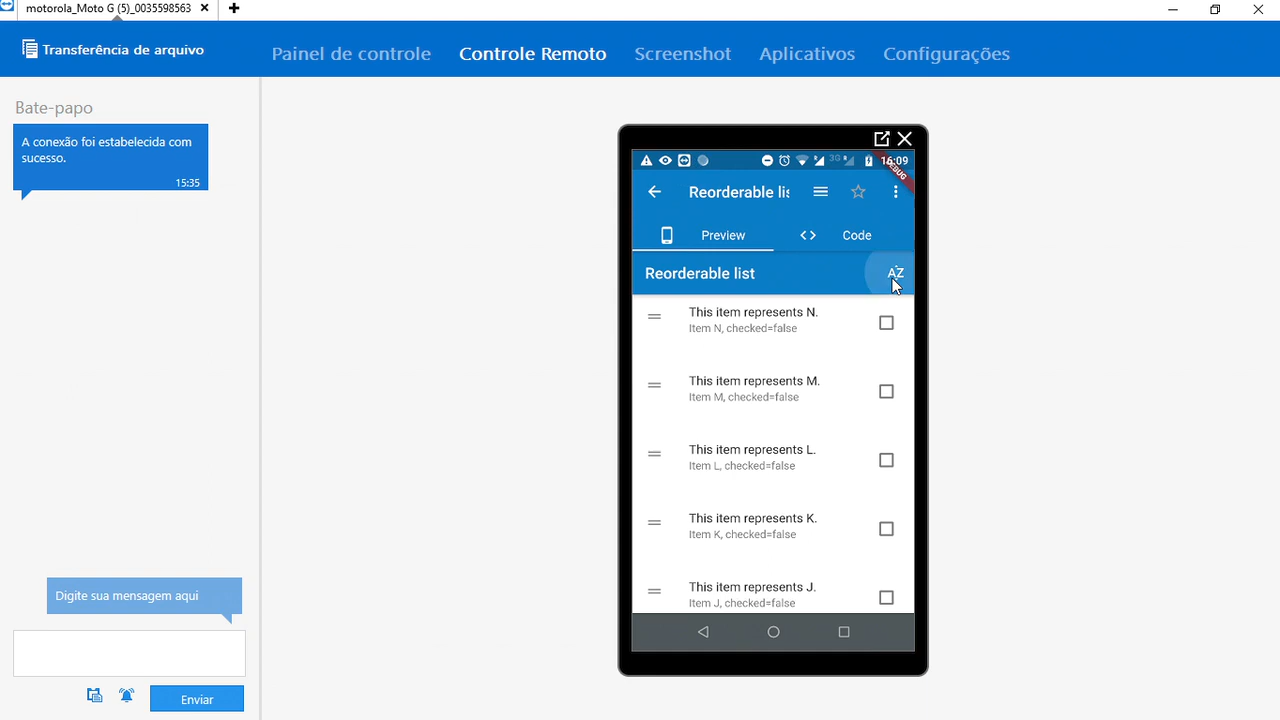 motorola_Moto G (5)_0035598563
Transferência de arquivo
Painel de controle
Controle Remoto
Screenshot
Aplicativos
Configurações
Bate-papo
A conexão foi estabelecida com
sucesso.
15:35
Digite sua mensagem aqui
Enviar
3G
16:09
DEBUG
Reorderable lis
Preview
Code
Reorderable list
AZ
This item represents N.
Item N, checked=false
This item represents M.
Item M, checked=false
This item represents L.
Item L, checked=false
This item represents K.
Item K, checked=false
This item represents J.
Item J, checked=false